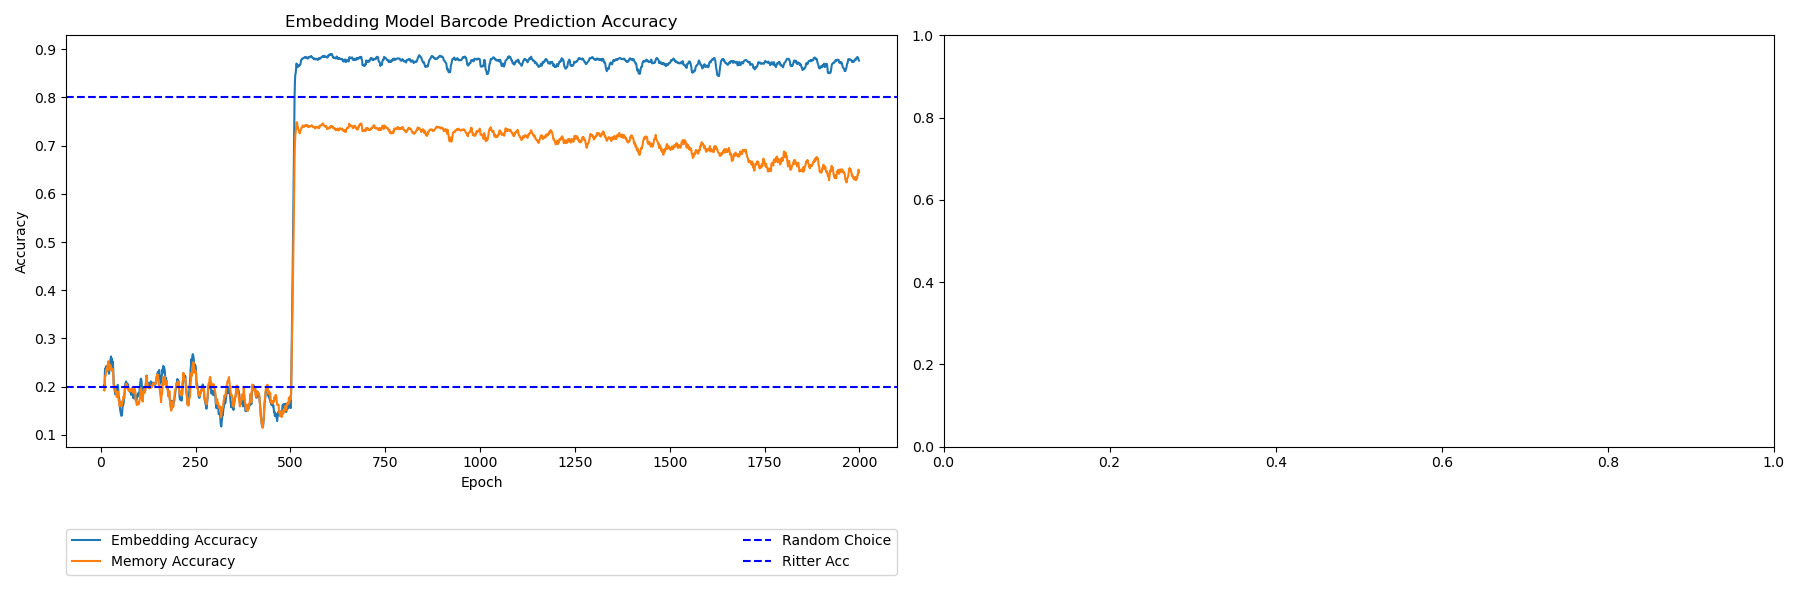 Embedding Model Barcode Prediction Accuracy
Accuracy
0.9
0.8
0.7
0.6
0.5
0.4
0.3
0.2
0.1
0 250 500 750 1000 1250 1500 1750 2000
Epoch
Embedding Accuracy
Memory Accuracy
Random Choice
Ritter Acc
1.0
0.8
0.6
0.4
0.2
0.0
0.0 0.2 0.4 0.6 0.8 1.0